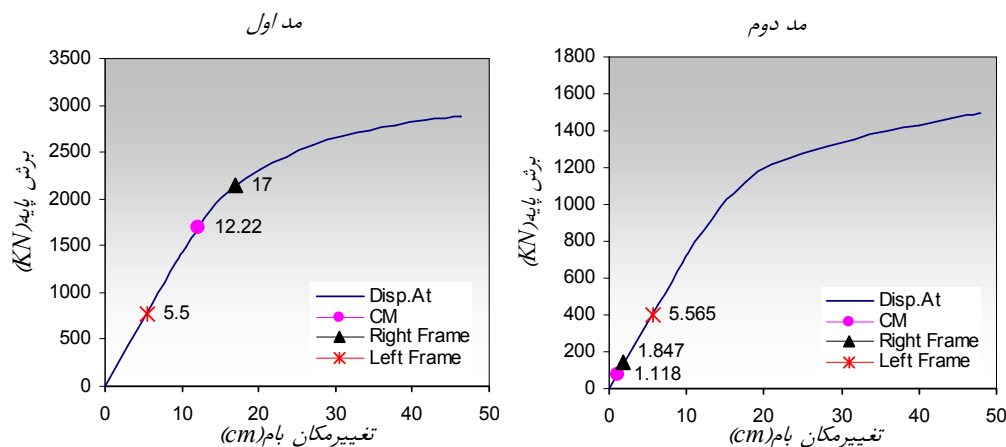 مد اول
3500
3000
2500
2000
1500
1000
500
0
برش پایه(KN)
17
12.22
5.5
Disp.At
CM
Right Frame
Left Frame
0 10 20 30 40 50
تغییرمکان بام(cm)
مد دوم
1800
1600
1400
1200
1000
800
600
400
200
0
برش پایه(KN)
5.565
1.847
1.118
Disp.At
CM
Right Frame
Left Frame
0 10 20 30 40 50
تغییرمکان بام(cm)